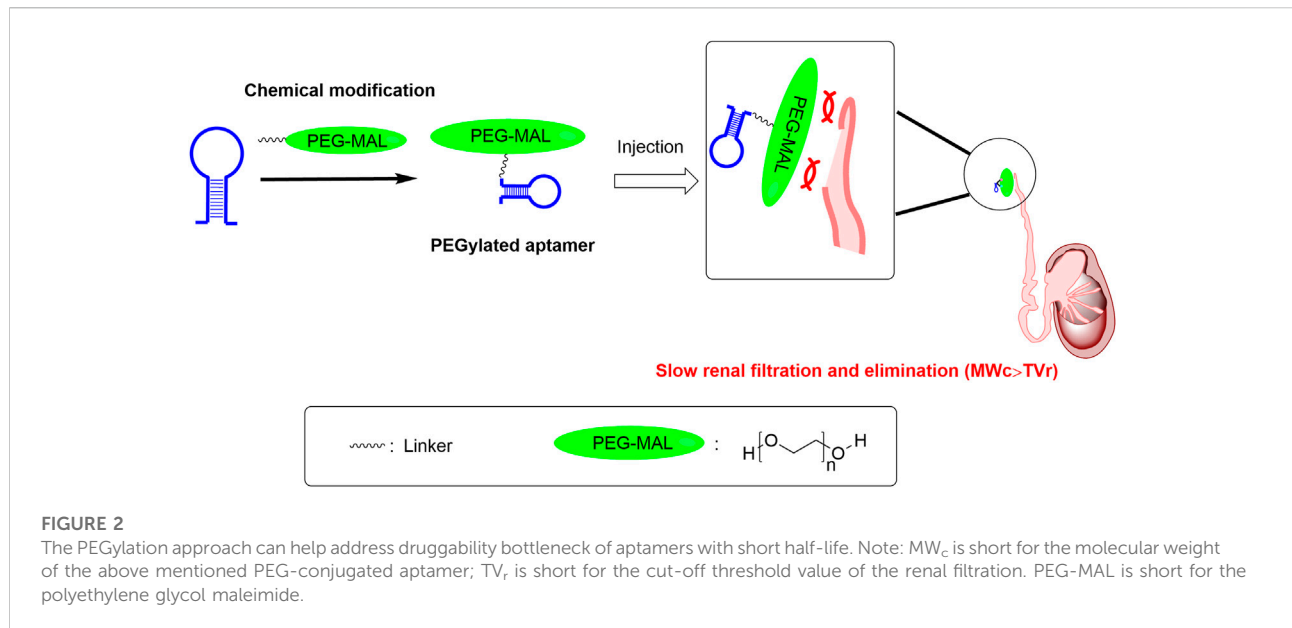 Chemical modification
PEG-MAL
PEG-MAL
PEGylated aptamer
Injection
PEG-MAL
Slow renal filtration and elimination (MWc>TVr)
: Linker
PEG-MAL
:
H
O
n
O
H
FIGURE 2
The PEGylation approach can help address druggability bottleneck of aptamers with short half-life. Note: MWc is short for the molecular weight
of the above mentioned PEG-conjugated aptamer; TVr is short for the cut-off threshold value of the renal filtration. PEG-MAL is short for the
polyethylene glycol maleimide.